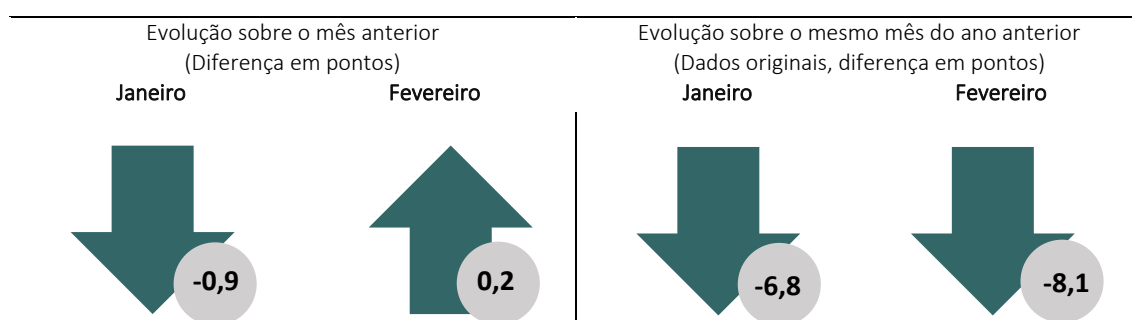 Evolução sobre o mês anterior
(Diferença em pontos)
Janeiro Fevereiro
-0,9 0,2
Evolução sobre o mesmo mês do ano anterior
(Dados originais, diferença em pontos)
Janeiro Fevereiro
-6,8 -8,1